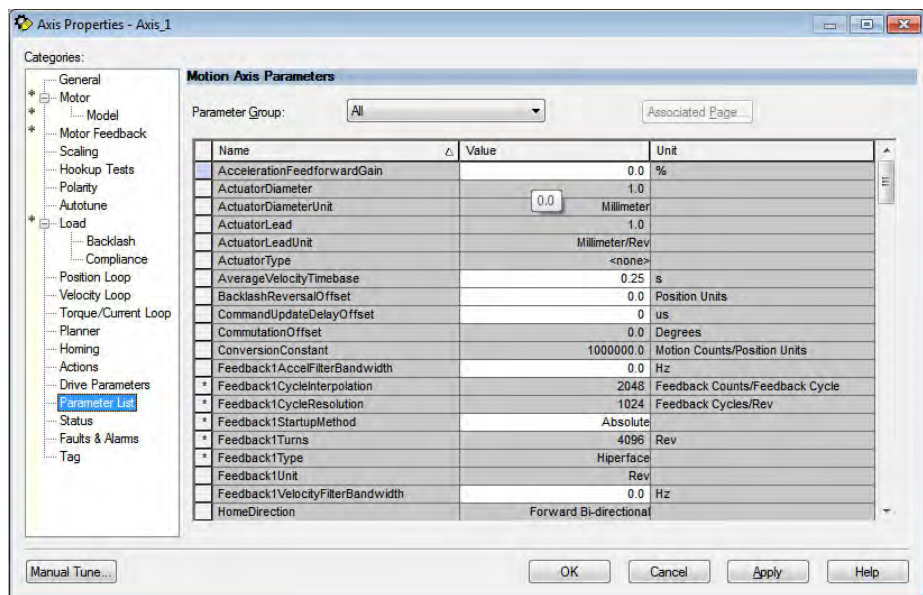 Axis Properties - Axis_1
Categories:
General
* Motor
* Model
* Motor Feedback
Scaling
Hookup Tests
Polarity
Autotune
* Load
Backlash
Compliance
Position Loop
Velocity Loop
Torque/Current Loop
Planner
Homing
Actions
Drive Parameters
Parameter List
Status
Faults & Alarms
Tag
Motion Axis Parameters
Parameter Group: All Associated Page...
Name Value Unit
AccelerationFeedforwardGain 0.0 %
ActuatorDiameter 1.0
0.0
ActuatorDiameterUnit Millimeter
ActuatorLead 1.0
ActuatorLeadUnit Millimeter/Rev
ActuatorType <none>
AverageVelocityTimebase 0.25 s
BacklashReversalOffset 0.0 Position Units
CommandUpdateDelayOffset 0 us
CommutationOffset 0.0 Degrees
ConversionConstant 1000000.0 Motion Counts/Position Units
Feedback1AccelFilterBandwidth 0.0 Hz
* Feedback1CycleInterpolation 2048 Feedback Counts/Feedback Cycle
* Feedback1CycleResolution 1024 Feedback Cycles/Rev
* Feedback1StartupMethod Absolute
* Feedback1Turns 4096 Rev
* Feedback1Type Hiperface
Feedback1Unit Rev
Feedback1VelocityFilterBandwidth 0.0 Hz
HomeDirection Forward Bi-directional
Manual Tune... OK Cancel Apply Help